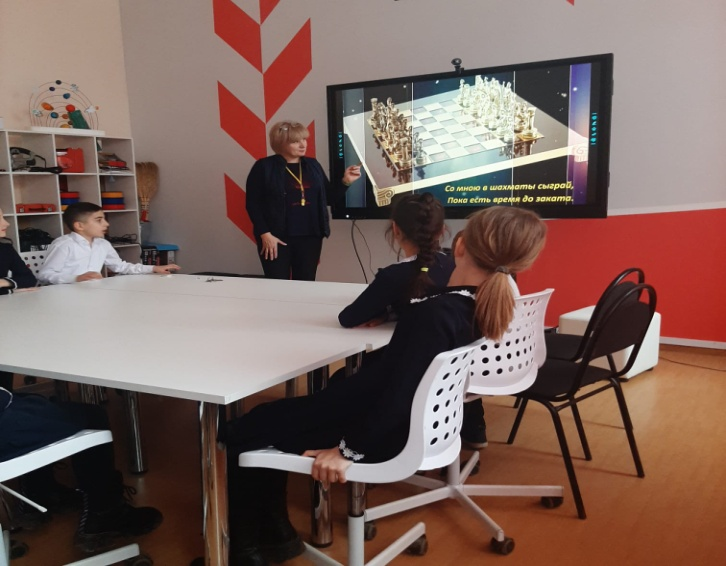 Со мною в шахматы сыграй,
Пока есть время до заката.